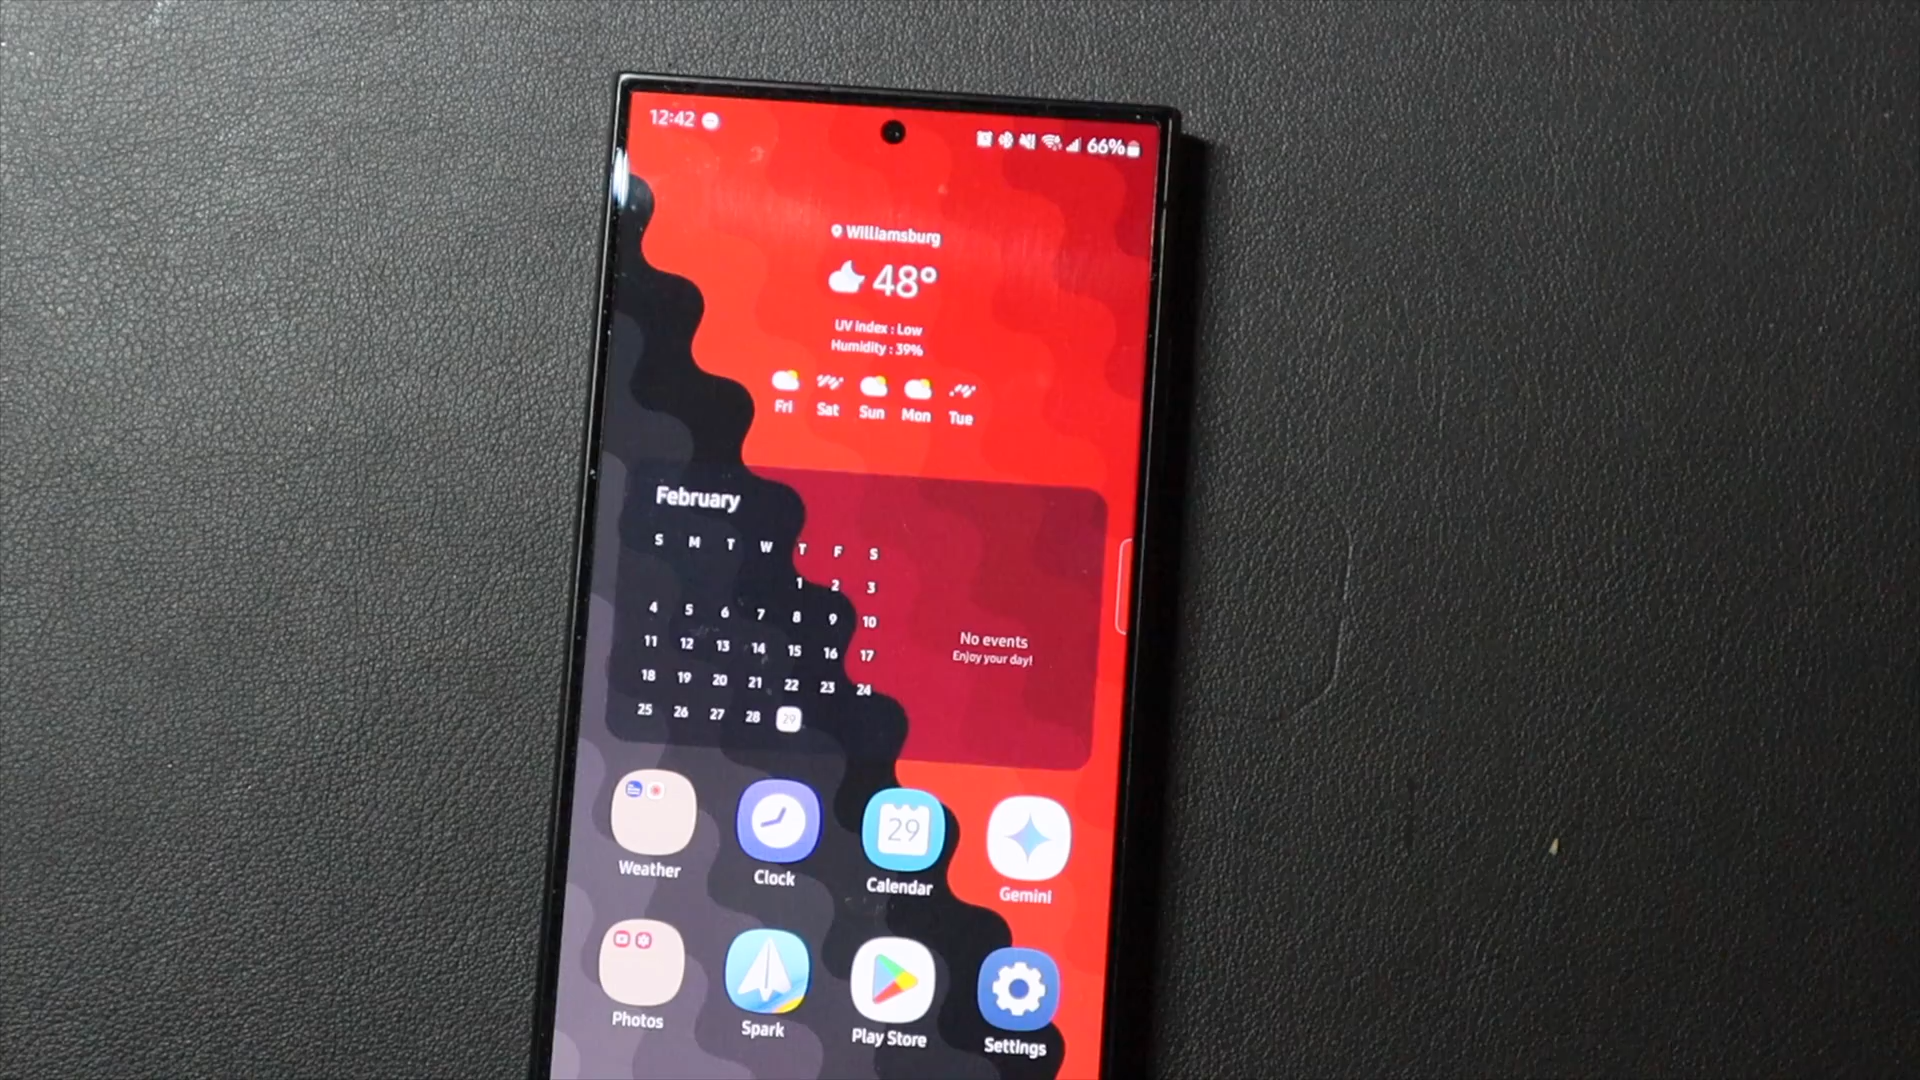 12:42
66%
Williamsburg
48°
UV index : Low
Humidity : 39%
Fri Sat Sun Mon Tue
February
S M T W T F S
1 2 3
4 5 6 7 8 9 10
11 12 13 14 15 16 17
18 19 20 21 22 23 24
25 26 27 28 29
No events
Enjoy your day!
29
Weather Clock Calendar Gemini
Photos Spark Play Store Settings